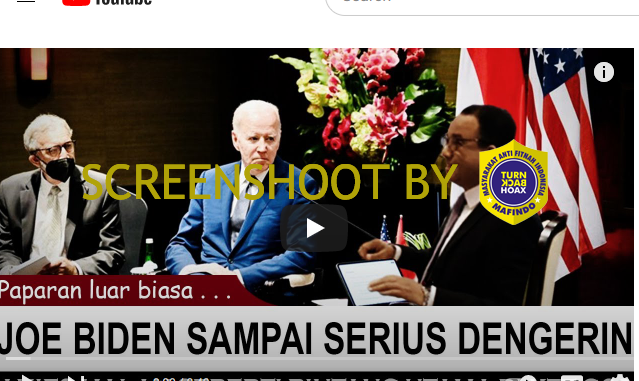 YouTube
Search
SCREENSHOOT BY
MASYARAKAT ANTI FITNAH INDONESIA
TURN
BACK
HOAX
MAFINDO
Paparan luar biasa . . .
JOE BIDEN SAMPAI SERIUS DENGERIN